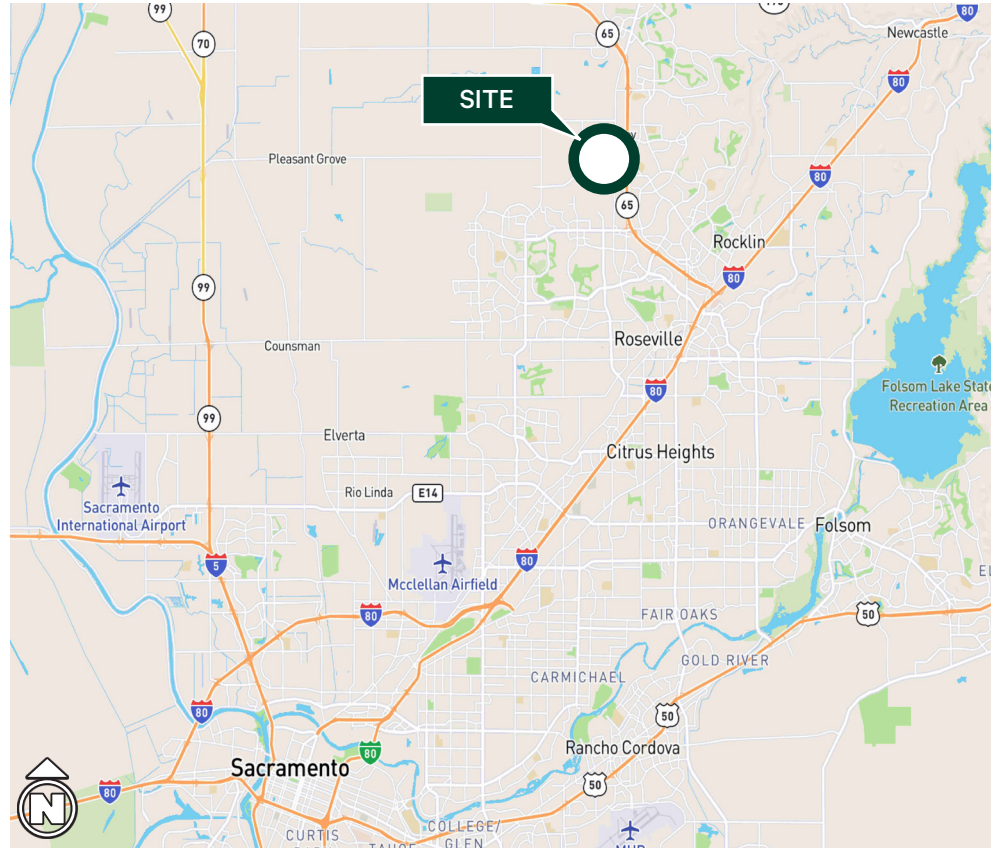 99
65
80
Newcastle
70
80
SITE
Pleasant Grove
80
65
Rocklin
80
99
Roseville
Counsman
Folsom Lake State
Recreation Area
80
99
Elverta
Citrus Heights
Rio Linda
E14
Sacramento
International Airport
ORANGEVALE
Folsom
5
Mcclellan Airfield
80
80
FAIR OAKS
50
GOLD RIVER
CARMICHAEL
80
50
Rancho Cordova
80
Sacramento
50
80
N
CURTIS
COLLEGE/
GLEN